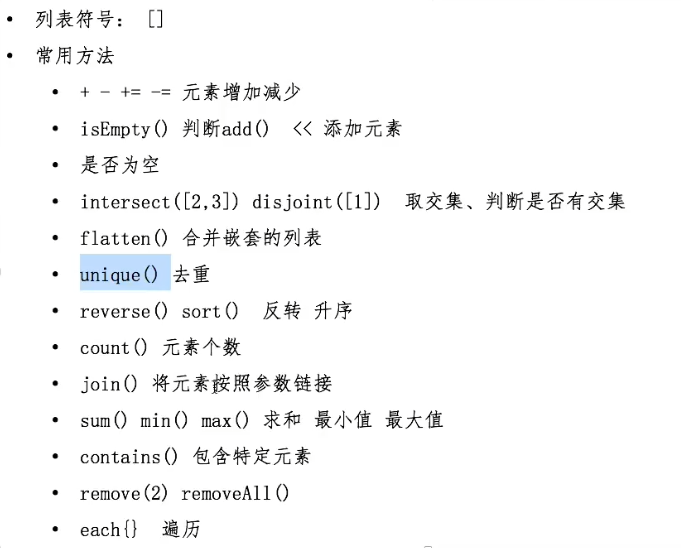 • 列表符号： []
• 常用方法
• + - += -= 元素增加减少
• isEmpty() 判断add() << 添加元素
• 是否为空
• intersect([2,3]) disjoint([1]) 取交集、判断是否有交集
• flatten() 合并嵌套的列表
• unique() 去重
• reverse() sort() 反转 升序
• count() 元素个数
• join() 将元素按照参数链接
• sum() min() max() 求和 最小值 最大值
• contains() 包含特定元素
• remove(2) removeAll()
• each{} 遍历